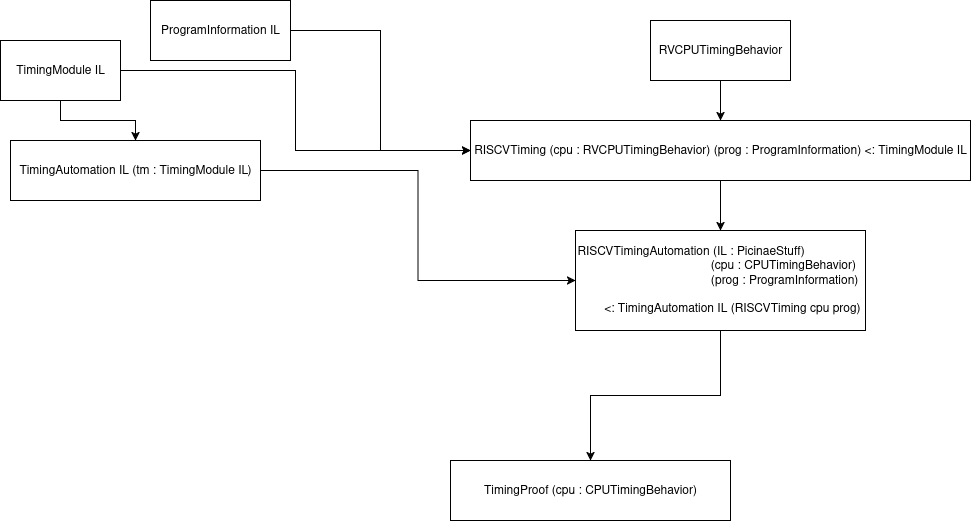 ProgramInformation IL
RVCPUTimingBehavior
TimingModule IL
RISCVTiming (cpu : RVCPUTimingBehavior) (prog : ProgramInformation) <: TimingModule IL
TimingAutomation IL (tm : TimingModule IL)
RISCVTimingAutomation (IL : PicinaeStuff)
(cpu : CPUTimingBehavior)
(prog : ProgramInformation)
<: TimingAutomation IL (RISCVTiming cpu prog)
TimingProof (cpu : CPUTimingBehavior)